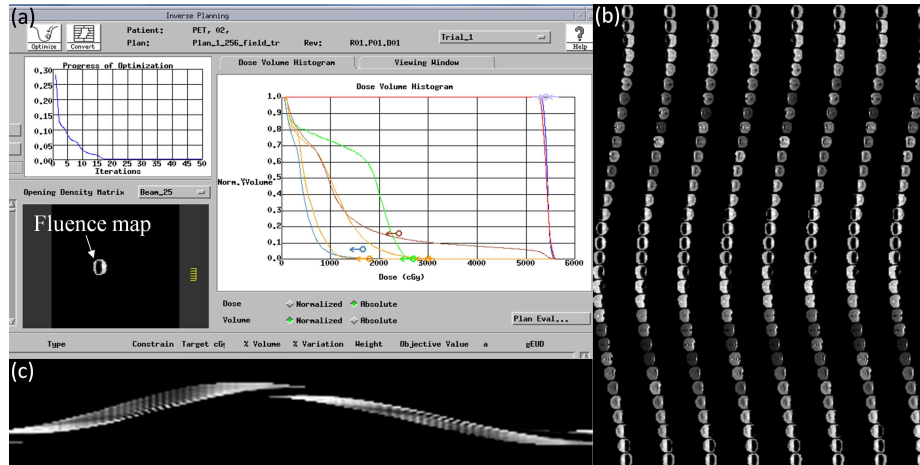 (a)
Inverse Planning
Optimize
Convert
Patient: PET, 02,
Plan: Plan_1_256_field_tr Rev: R01.P01.D01
Trial_1
Help
Progress of Optimization
0.30
0.25
0.20
0.15
0.10
0.05
0.00
5 10 15 20 25 30 35 40 45 50
Iterations
Opening Density Matrix Beam_25
Fluence map
Dose Volume Histogram
Viewing Window
Dose Volume Histogram
1.0
0.9
0.8
0.7
0.6
Norm. Volume
0.5
0.4
0.3
0.2
0.1
0.0
0 1000 2000 3000 4000 5000 6000
Dose (cGy)
Dose Normalized Absolute
Volume Normalized Absolute
Plan Eval...
Type Constrain Target cGy % Volume % Variation Weight Objective Value a gEUD
(b)
(c)